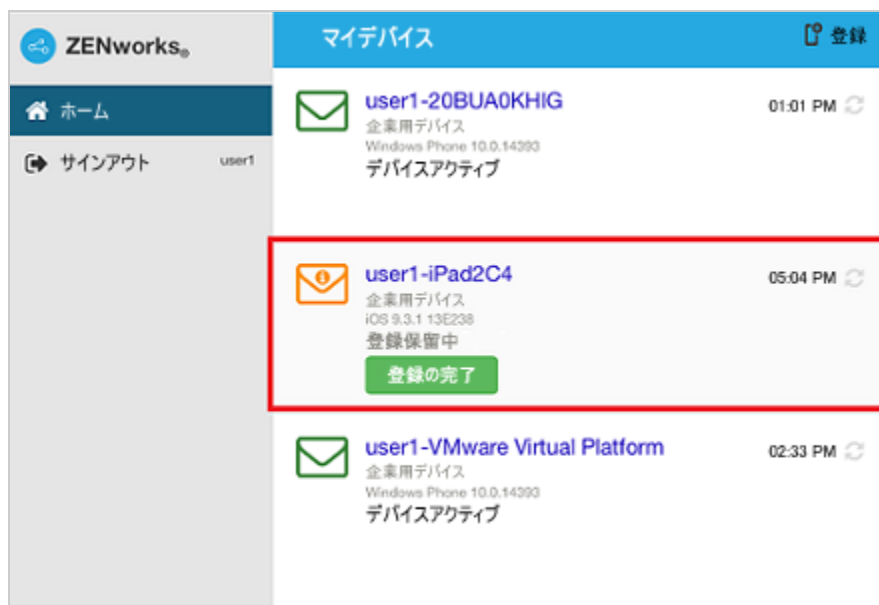 ZENworks®
マイデバイス
登録
ホーム
サインアウト user1
user1-20BUA0KHIG 01:01 PM
企業用デバイス
Windows Phone 10.0.14393
デバイスアクティブ
user1-iPad2C4 05:04 PM
企業用デバイス
iOS 9.3.1 13E238
登録保留中
登録の完了
user1-VMware Virtual Platform 02:33 PM
企業用デバイス
Windows Phone 10.0.14393
デバイスアクティブ